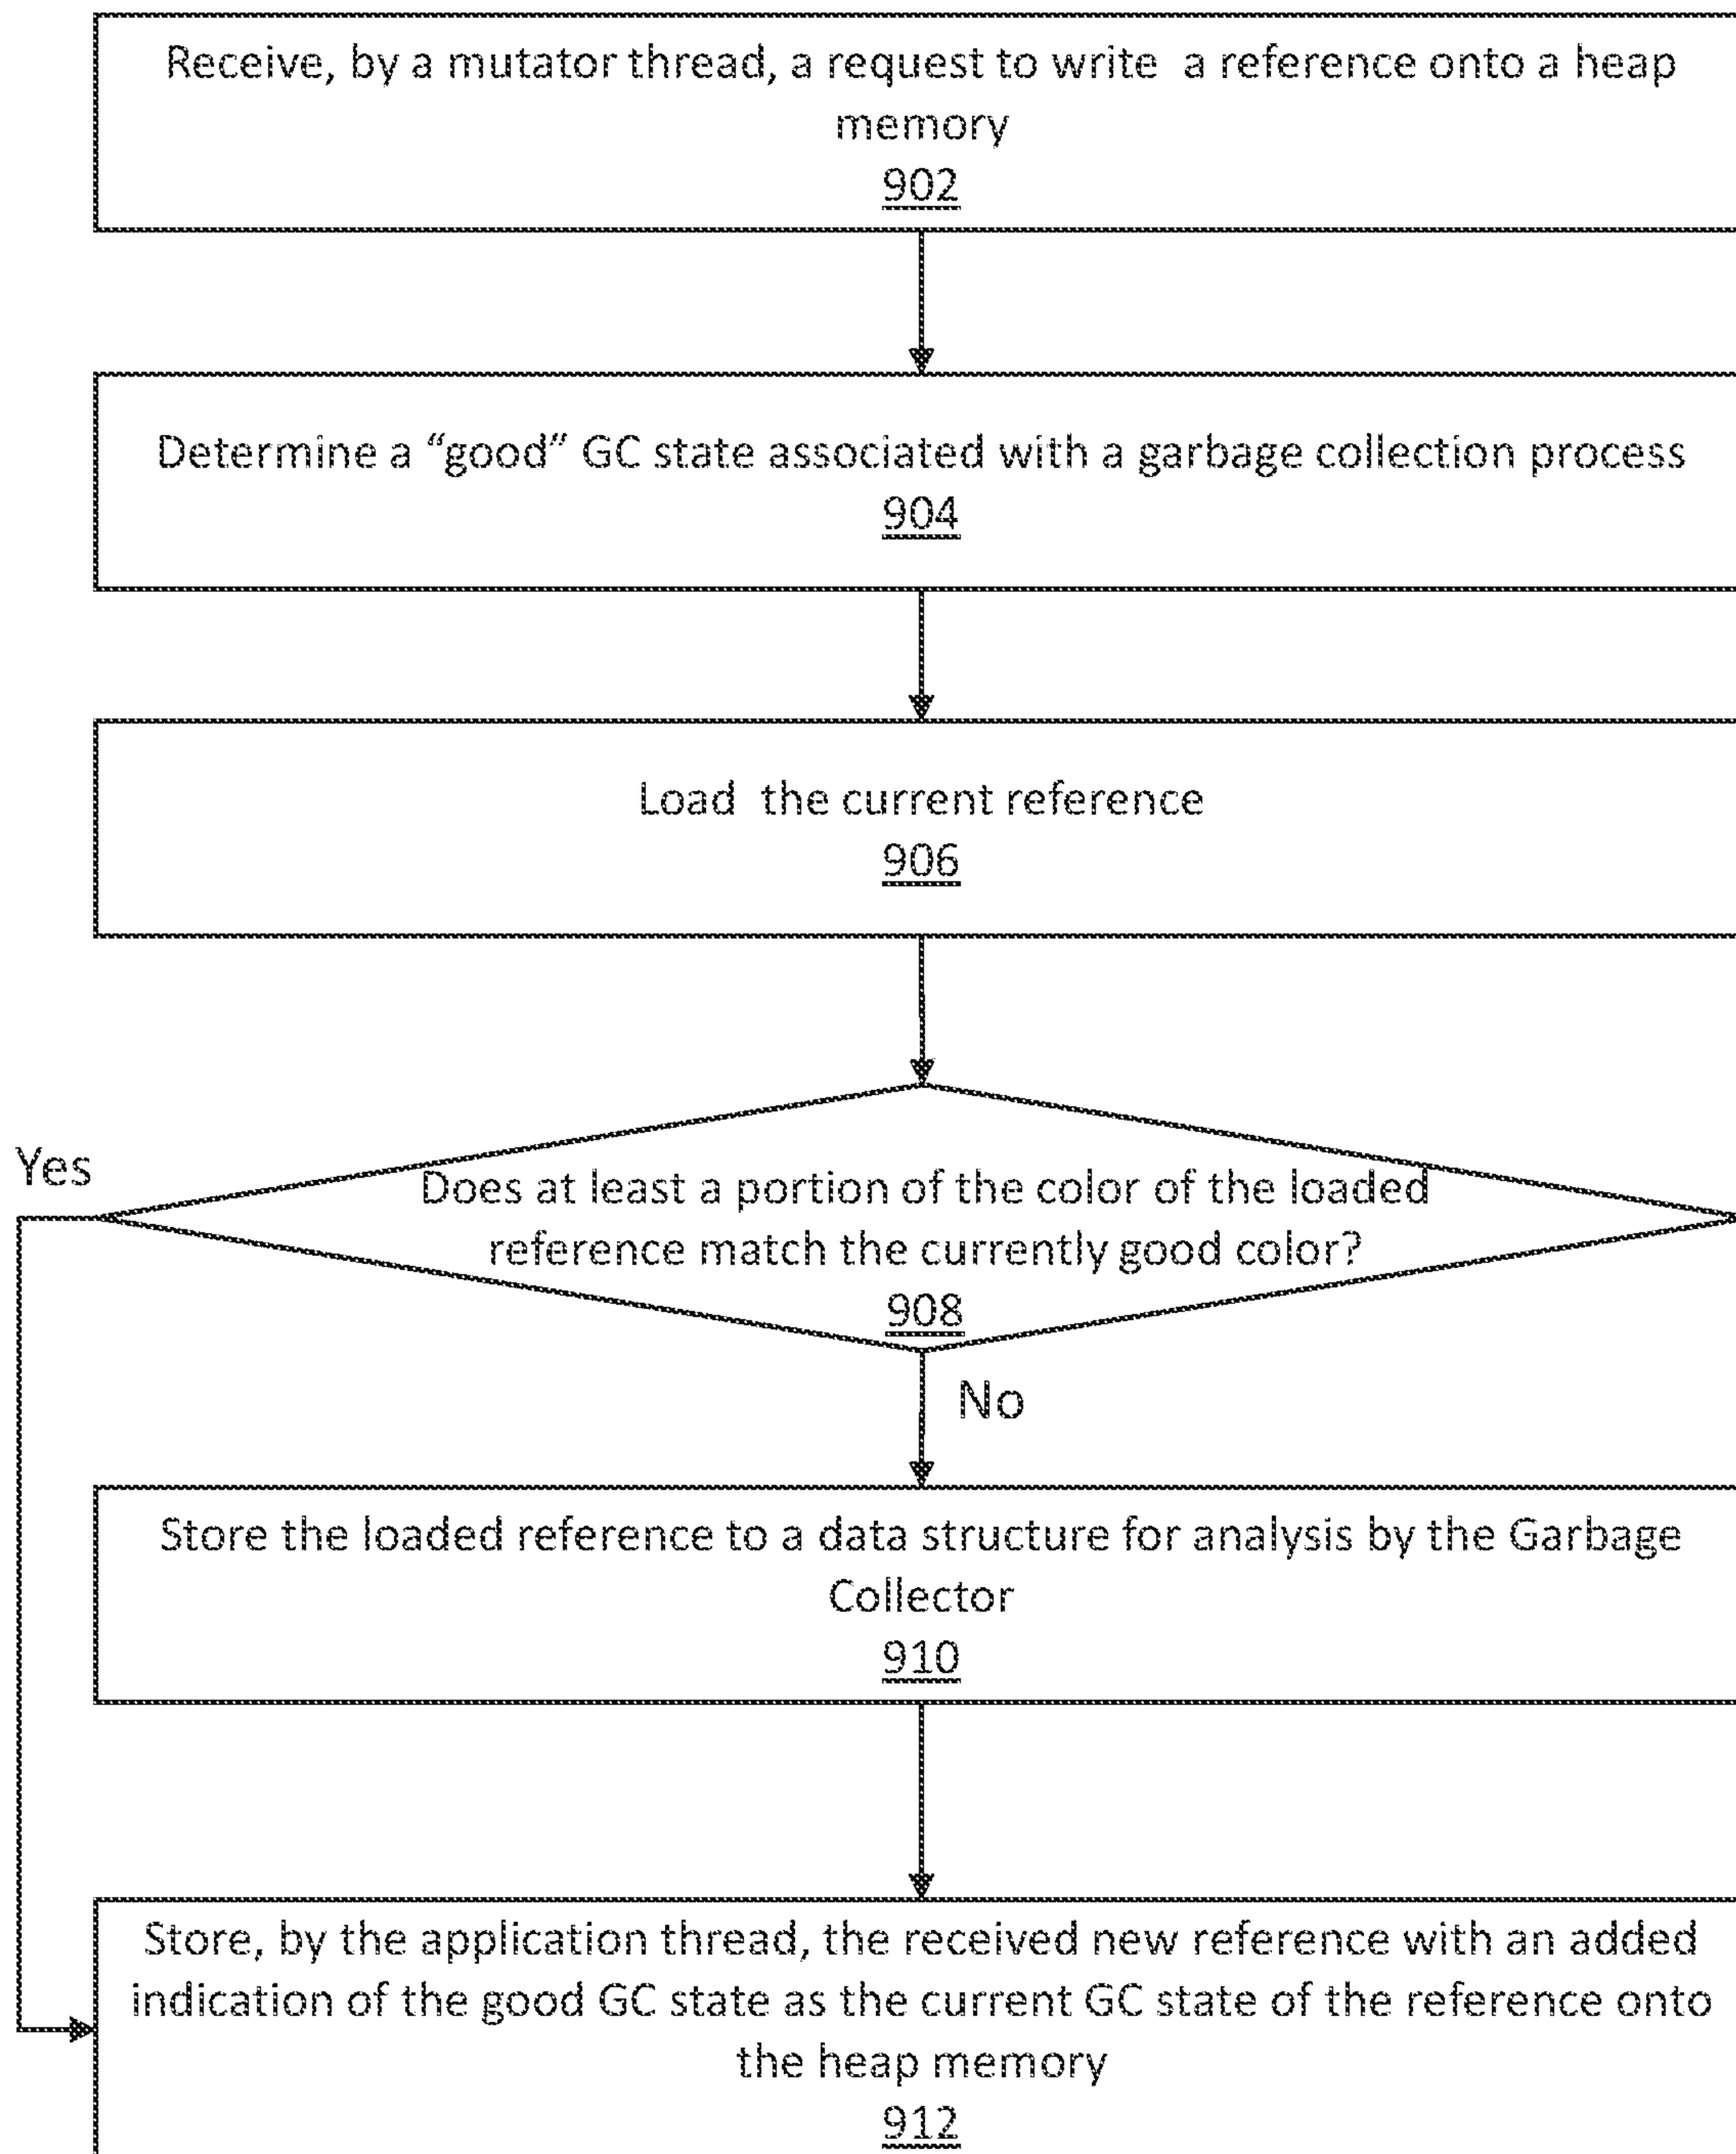 Receive, by a mutator thread, a request to write a reference onto a heap
memory
902
Determine a “good” GC state associated with a garbage collection process
904
Load the current reference
906
Yes
Does at least a portion of the color of the loaded
reference match the currently good color?
908
No
Store the loaded reference to a data structure for analysis by the Garbage
Collector
910
Store, by the application thread, the received new reference with an added
indication of the good GC state as the current GC state of the reference onto
the heap memory
912